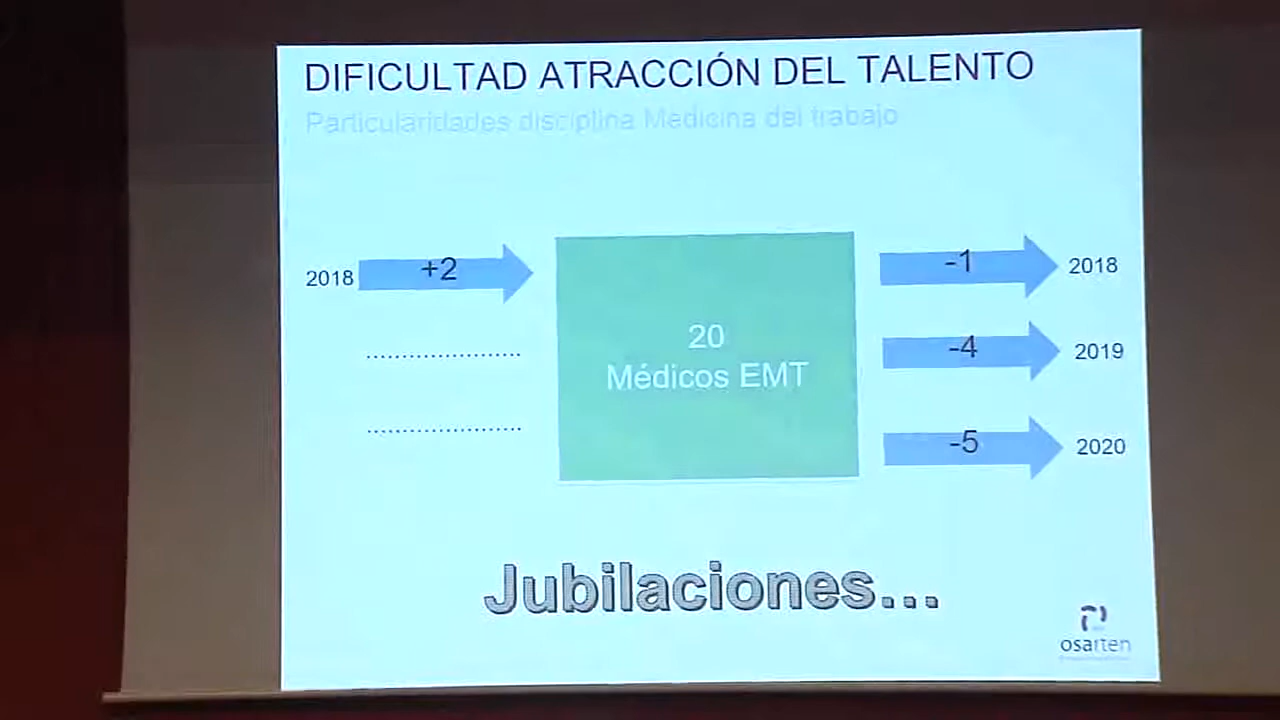 DIFICULTAD ATRACCIÓN DEL TALENTO
Particularidades disciplina Medicina del trabajo
2018 +2
-1 2018
....................
-4 2019
20
Médicos EMT
....................
-5 2020
Jubilaciones...
osarten